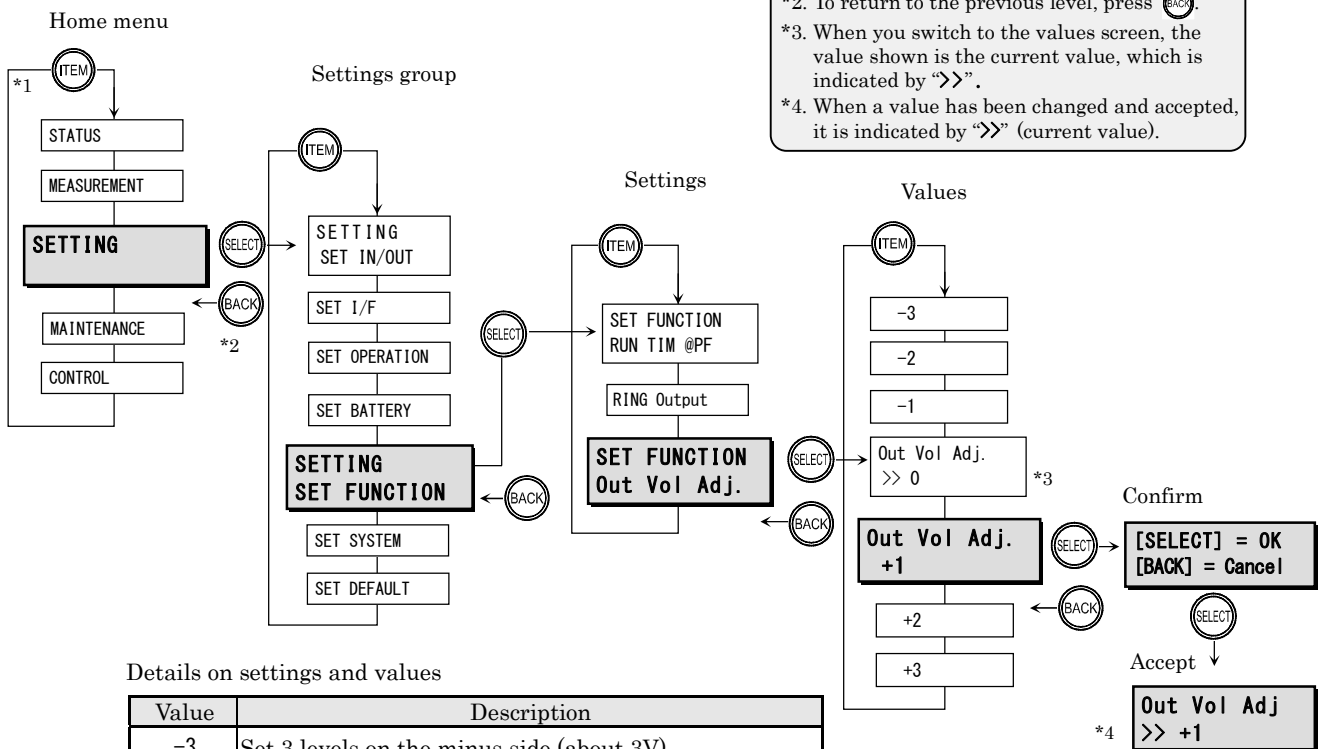 *2. To return to the previous level, press BACK.
*3. When you switch to the values screen, the
value shown is the current value, which is
indicated by “>>”.
*4. When a value has been changed and accepted,
it is indicated by “>>” (current value).
Home menu
*1
ITEM
STATUS
MEASUREMENT
SETTING
MAINTENANCE
CONTROL
SELECT
BACK
*2
Settings group
ITEM
SETTING
SET IN/OUT
SET I/F
SET OPERATION
SET BATTERY
SETTING
SET FUNCTION
SET SYSTEM
SET DEFAULT
SELECT
BACK
Settings
ITEM
SET FUNCTION
RUN TIM @PF
RING Output
SET FUNCTION
Out Vol Adj.
SELECT
BACK
Values
ITEM
−3
−2
−1
Out Vol Adj.
>> 0
*3
Out Vol Adj.
+1
+2
+3
SELECT
BACK
Confirm
[SELECT] = OK
[BACK] = Cancel
SELECT
Accept
Out Vol Adj
>> +1
*4
Details on settings and values
Value Description
−3 Set 3 levels on the minus side (about 3V)